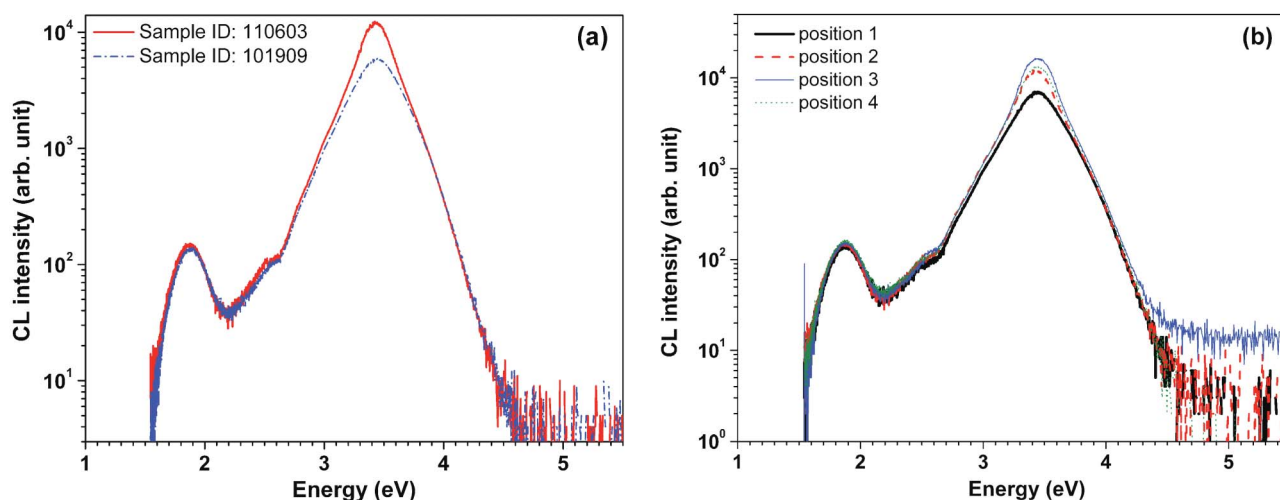 (a)
Sample ID: 110603
Sample ID: 101909
CL intensity (arb. unit)
10^4
10^3
10^2
10^1
1 2 3 4 5
Energy (eV)
(b)
position 1
position 2
position 3
position 4
CL intensity (arb. unit)
10^4
10^3
10^2
10^1
10^0
1 2 3 4 5
Energy (eV)